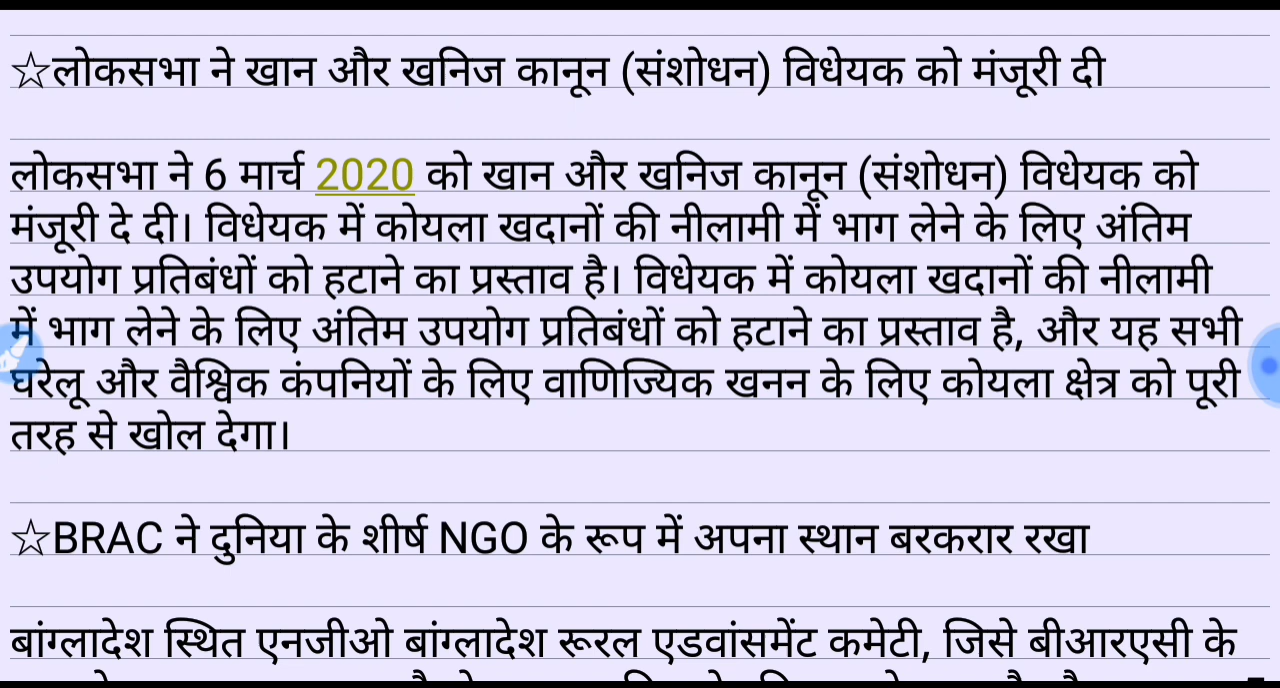 ☆लोकसभा ने खान और खनिज कानून (संशोधन) विधेयक को मंजूरी दी
लोकसभा ने 6 मार्च 2020 को खान और खनिज कानून (संशोधन) विधेयक को
मंजूरी दे दी। विधेयक में कोयला खदानों की नीलामी में भाग लेने के लिए अंतिम
उपयोग प्रतिबंधों को हटाने का प्रस्ताव है। विधेयक में कोयला खदानों की नीलामी
में भाग लेने के लिए अंतिम उपयोग प्रतिबंधों को हटाने का प्रस्ताव है, और यह सभी
घरेलू और वैश्विक कंपनियों के लिए वाणिज्यिक खनन के लिए कोयला क्षेत्र को पूरी
तरह से खोल देगा।
☆BRAC ने दुनिया के शीर्ष NGO के रूप में अपना स्थान बरकरार रखा
बांग्लादेश स्थित एनजीओ बांग्लादेश रूरल एडवांसमेंट कमेटी, जिसे बीआरएसी के